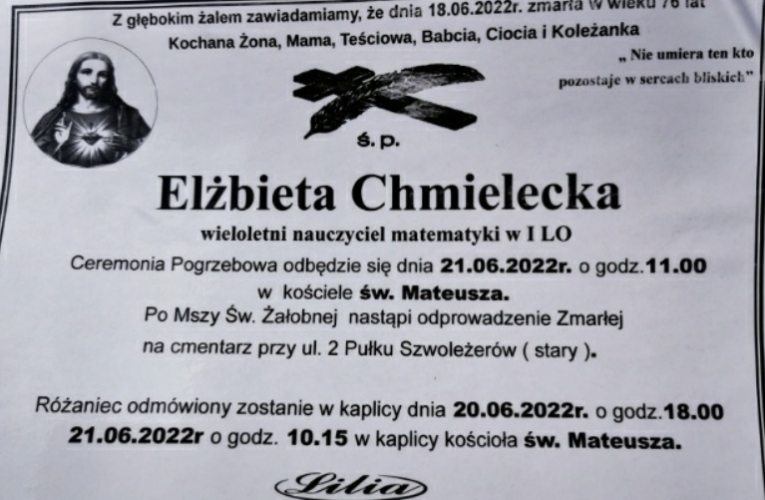 Z głębokim żalem zawiadamiamy, że dnia 18.06.2022r. zmarła w wieku 76 lat
Kochana Żona, Mama, Teściowa, Babcia, Ciocia i Koleżanka
„ Nie umiera ten kto
pozostaje w sercach bliskich"
ś. p.
Elżbieta Chmielecka
wieloletni nauczyciel matematyki w I LO
Ceremonia Pogrzebowa odbędzie się dnia 21.06.2022r. o godz.11.00
w kościele św. Mateusza.
Po Mszy Św. Żałobnej nastąpi odprowadzenie Zmarłej
na cmentarz przy ul. 2 Pułku Szwoleżerów ( stary ).
Różaniec odmówiony zostanie w kaplicy dnia 20.06.2022r. o godz.18.00
21.06.2022r o godz. 10.15 w kaplicy kościoła św. Mateusza.
Lilia